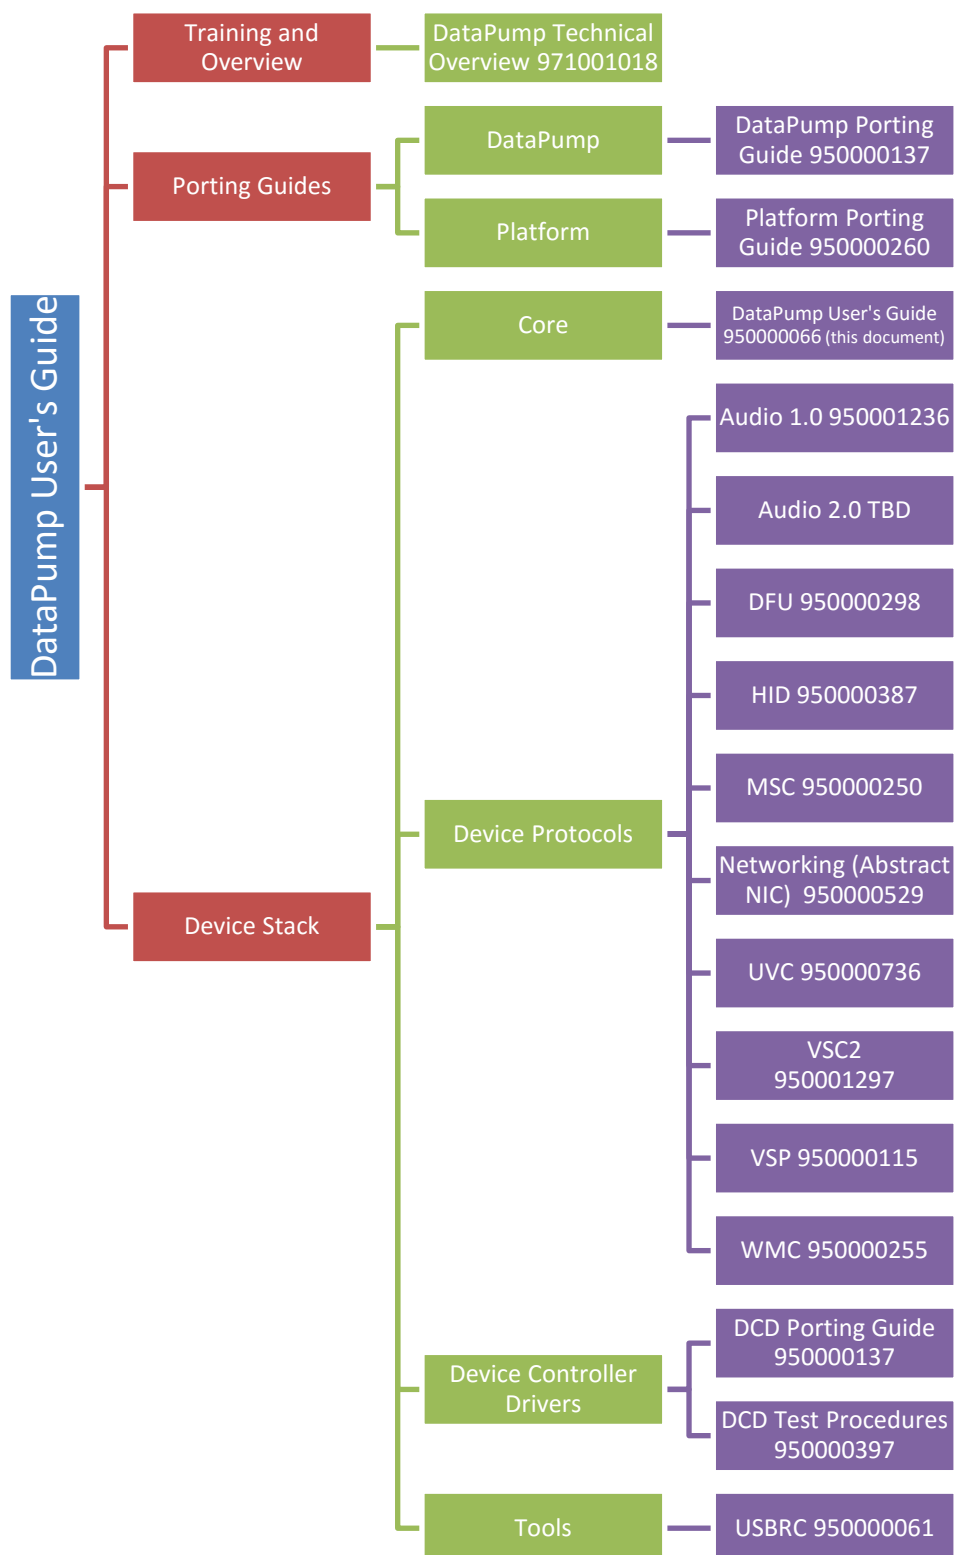 DataPump User's Guide
Training and
Overview
DataPump Technical
Overview 971001018
Porting Guides
DataPump
DataPump Porting
Guide 950000137
Platform
Platform Porting
Guide 950000260
Device Stack
Core
DataPump User's Guide
950000066 (this document)
Device Protocols
Audio 1.0 950001236
Audio 2.0 TBD
DFU 950000298
HID 950000387
MSC 950000250
Networking (Abstract
NIC)  950000529
UVC 950000736
VSC2
950001297
VSP 950000115
WMC 950000255
Device Controller
Drivers
DCD Porting Guide
950000137
DCD Test Procedures
950000397
Tools
USBRC 950000061